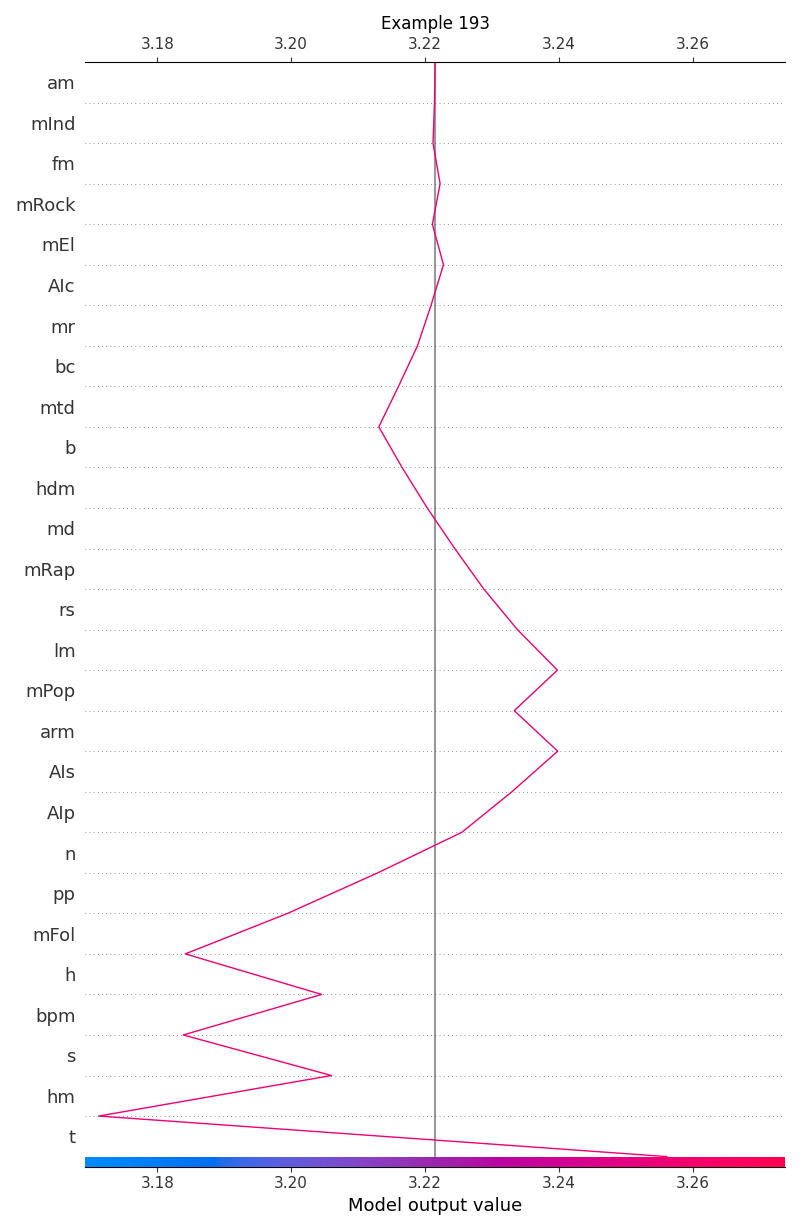 Example 193
3.18 3.20 3.22 3.24 3.26
am
mInd
fm
mRock
mEl
AIc
mr
bc
mtd
b
hdm
md
mRap
rs
lm
mPop
arm
AIs
AIp
n
pp
mFol
h
bpm
s
hm
t
3.18 3.20 3.22 3.24 3.26
Model output value